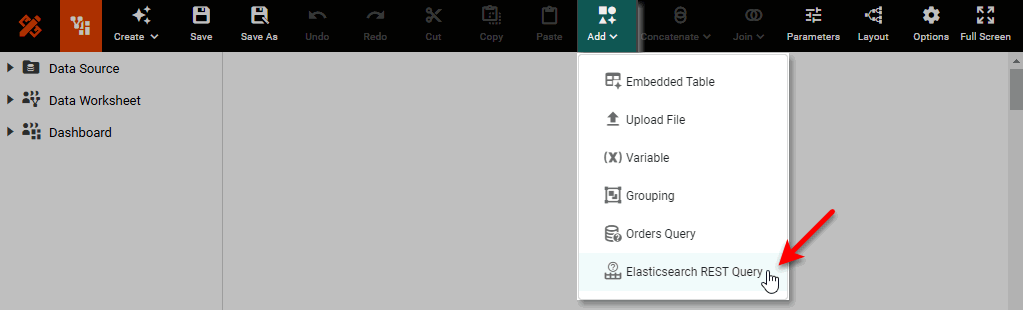 Create
Save
Save As
Undo
Redo
Cut
Copy
Paste
Add
Concatenate
Join
Parameters
Layout
Options
Full Screen
Data Source
Data Worksheet
Dashboard
Embedded Table
Upload File
(X) Variable
Grouping
Orders Query
Elasticsearch REST Query